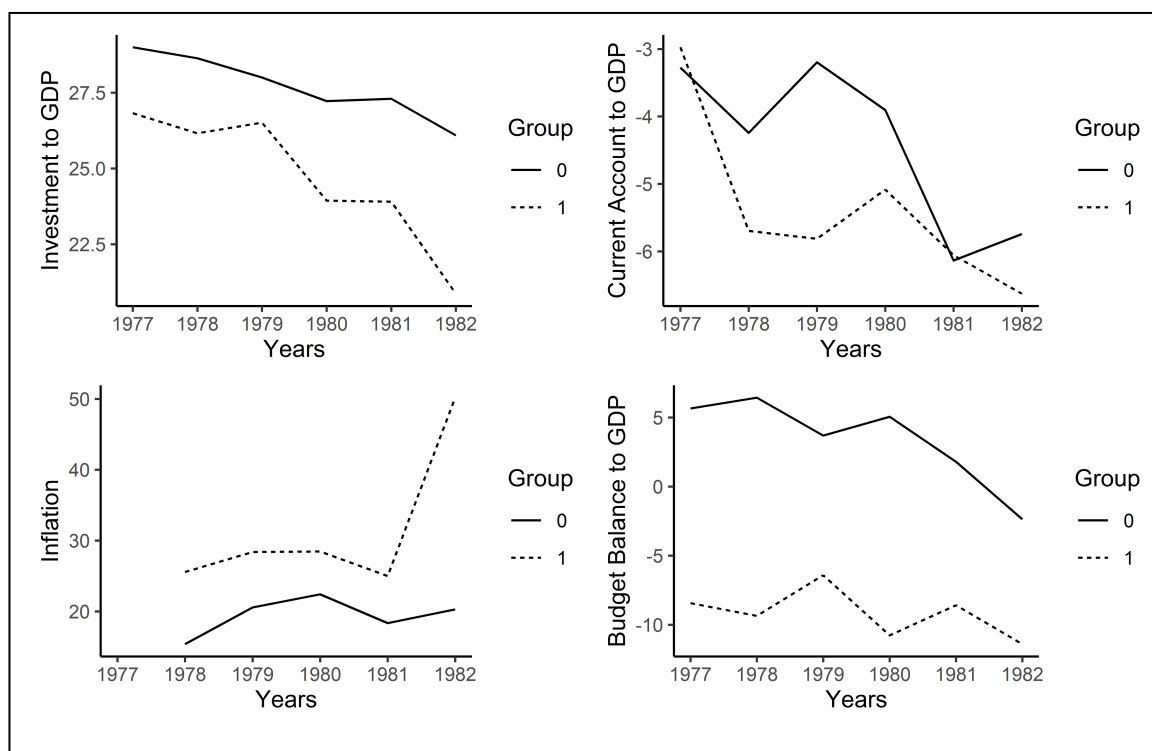 Investment to GDP
27.5
25.0
22.5
1977 1978 1979 1980 1981 1982
Years
Group
0
1
Current Account to GDP
-3
-4
-5
-6
1977 1978 1979 1980 1981 1982
Years
Group
0
1
Inflation
50
40
30
20
1977 1978 1979 1980 1981 1982
Years
Group
0
1
Budget Balance to GDP
5
0
-5
-10
1977 1978 1979 1980 1981 1982
Years
Group
0
1